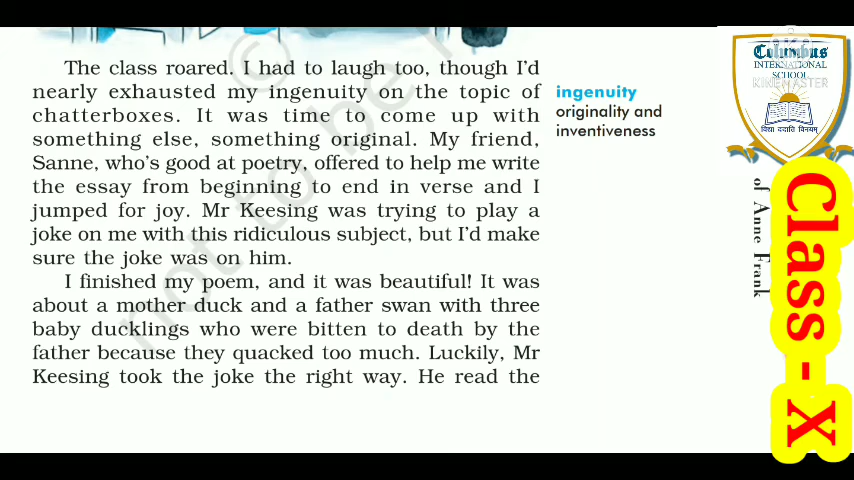 The class roared. I had to laugh too, though I'd
nearly exhausted my ingenuity on the topic of
chatterboxes. It was time to come up with
something else, something original. My friend,
Sanne, who's good at poetry, offered to help me write
the essay from beginning to end in verse and I
jumped for joy. Mr Keesing was trying to play a
joke on me with this ridiculous subject, but I'd make
sure the joke was on him.
I finished my poem, and it was beautiful! It was
about a mother duck and a father swan with three
baby ducklings who were bitten to death by the
father because they quacked too much. Luckily, Mr
Keesing took the joke the right way. He read the
ingenuity
originality and
inventiveness
©
not to be r
Columbus
INTERNATIONAL
SCHOOL
KINEMASTER
विद्या ददाति विनयम्
of Anne Frank
Class - X